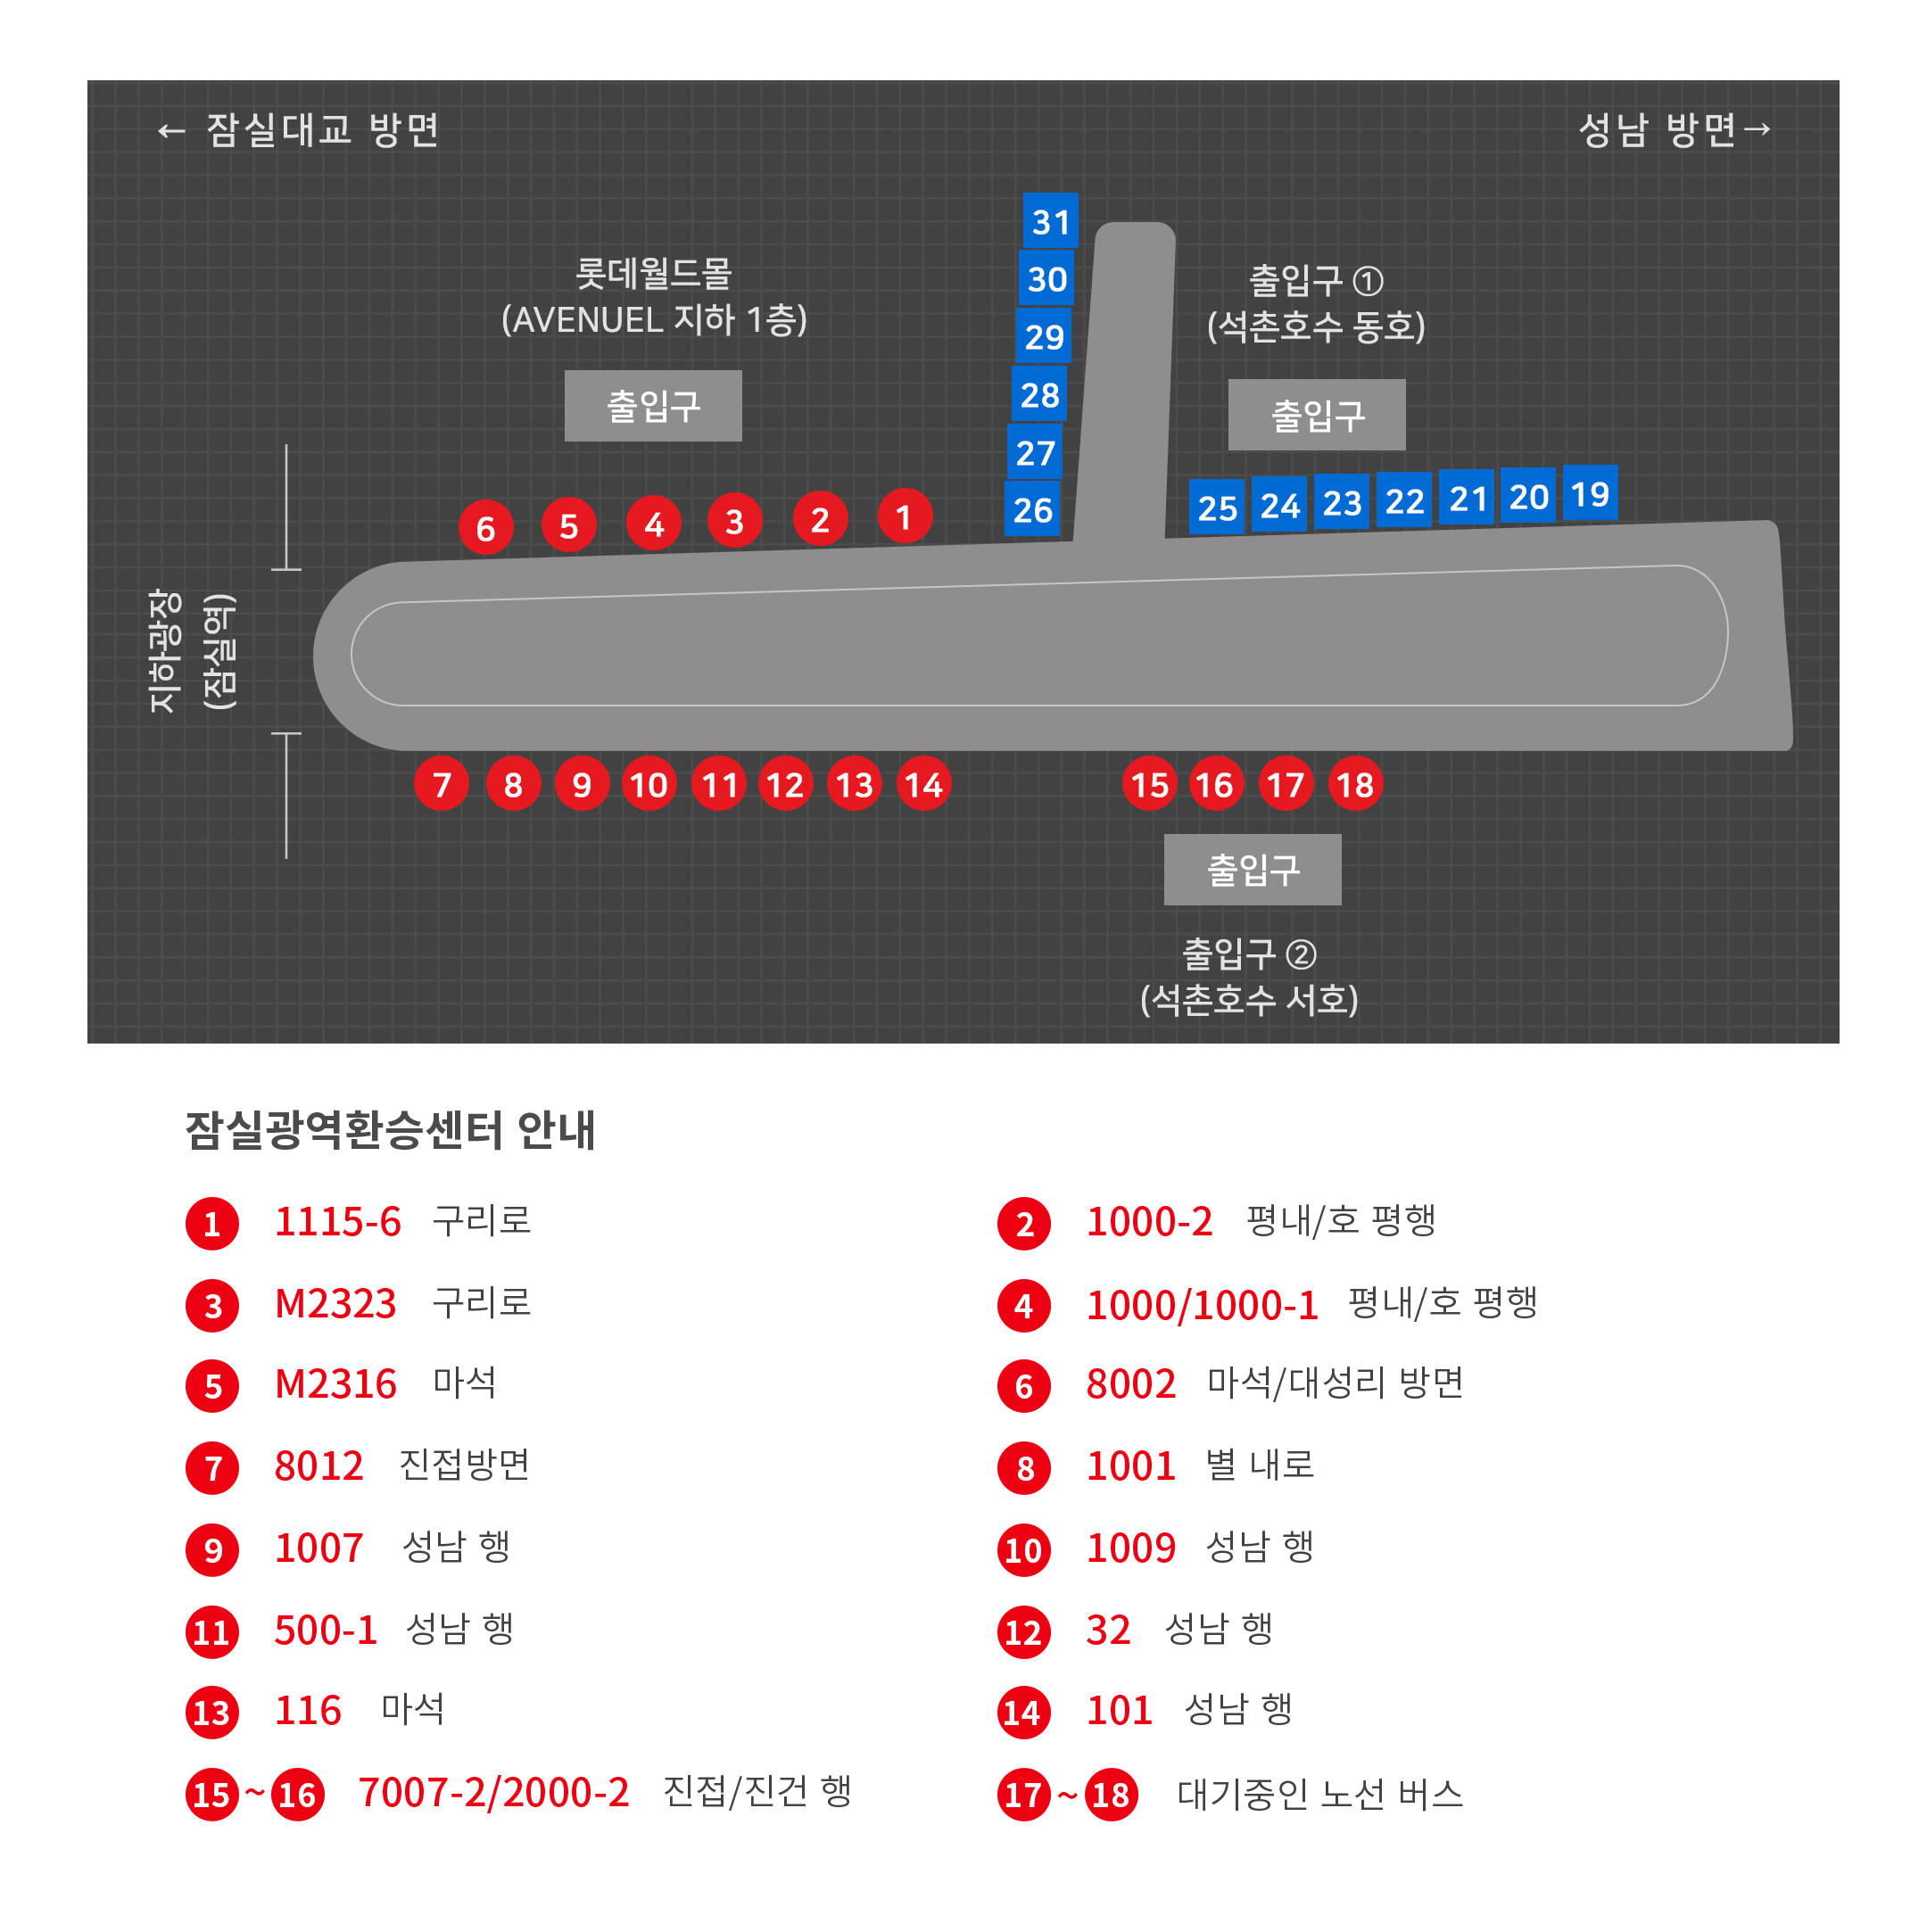 ← 잠실대교 방면
성남 방면→
31
30
29
28
27
26
롯데월드몰
(AVENUEL 지하 1층)
출입구
출입구 ①
(석촌호수 동호)
출입구
25 24 23 22 21 20 19
6 5 4 3 2 1
지하광장
(잠실역)
7 8 9 10 11 12 13 14 15 16 17 18
출입구
출입구 ②
(석촌호수 서호)
잠실광역환승센터 안내
1 1115-6 구리로
2 1000-2 평내/호 평행
3 M2323 구리로
4 1000/1000-1 평내/호 평행
5 M2316 마석
6 8002 마석/대성리 방면
7 8012 진접방면
8 1001 별 내로
9 1007 성남 행
10 1009 성남 행
11 500-1 성남 행
12 32 성남 행
13 116 마석
14 101 성남 행
15 ~ 16 7007-2/2000-2 진접/진건 행
17 ~ 18 대기중인 노선 버스